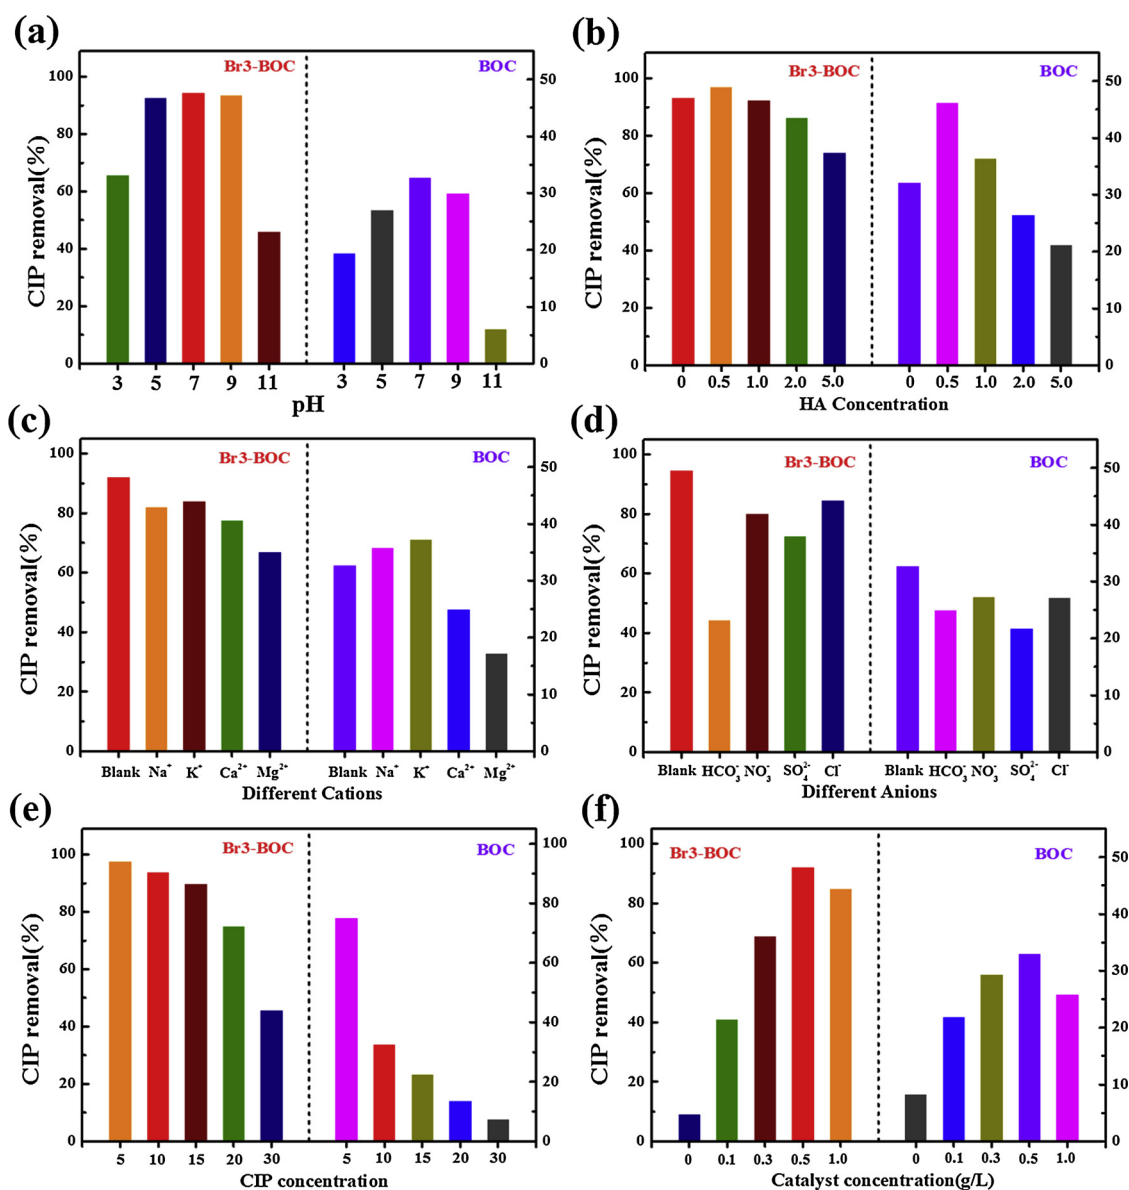 (a)
Br3-BOC BOC
CIP removal(%)
100
80
60
40
20
0
50
40
30
20
10
0
3 5 7 9 11 3 5 7 9 11
pH
(b)
Br3-BOC BOC
CIP removal(%)
100
80
60
40
20
0
50
40
30
20
10
0
0 0.5 1.0 2.0 5.0 0 0.5 1.0 2.0 5.0
HA Concentration
(c)
Br3-BOC BOC
CIP removal(%)
100
80
60
40
20
0
50
40
30
20
10
0
Blank Na⁺ K⁺ Ca²⁺ Mg²⁺ Blank Na⁺ K⁺ Ca²⁺ Mg²⁺
Different Cations
(d)
Br3-BOC BOC
CIP removal(%)
100
80
60
40
20
0
50
40
30
20
10
0
Blank HCO₃⁻ NO₃⁻ SO₄²⁻ Cl⁻ Blank HCO₃⁻ NO₃⁻ SO₄²⁻ Cl⁻
Different Anions
(e)
Br3-BOC BOC
CIP removal(%)
100
80
60
40
20
0
100
80
60
40
20
0
5 10 15 20 30 5 10 15 20 30
CIP concentration
(f)
Br3-BOC BOC
CIP removal(%)
100
80
60
40
20
0
50
40
30
20
10
0
0 0.1 0.3 0.5 1.0 0 0.1 0.3 0.5 1.0
Catalyst concentration(g/L)